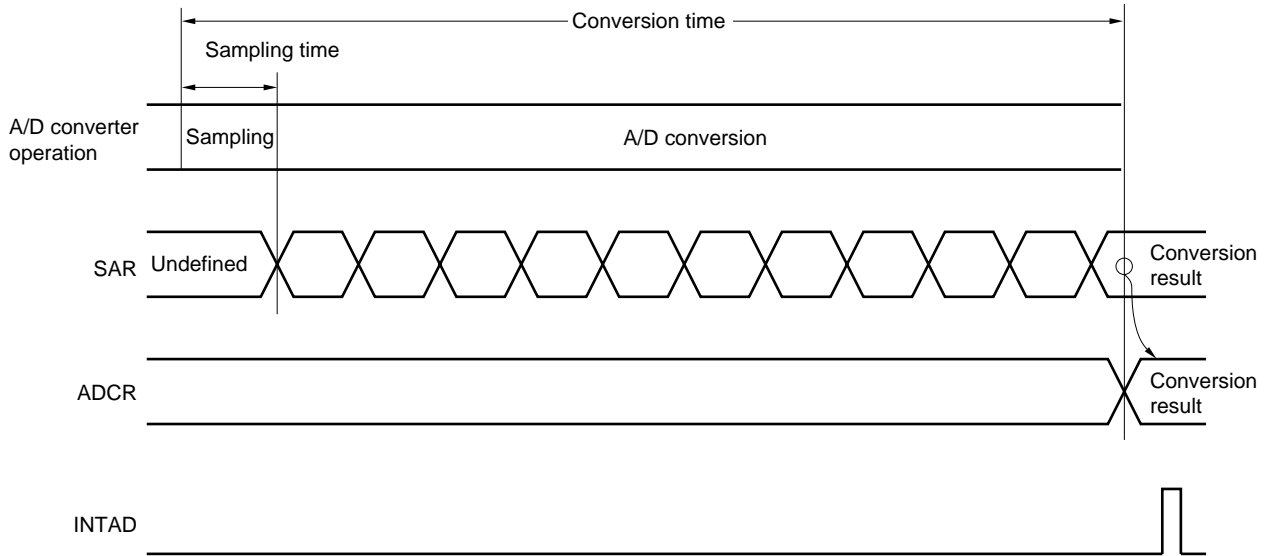 Conversion time
Sampling time
A/D converter
operation
Sampling
A/D conversion
SAR
Undefined
Conversion
result
ADCR
Conversion
result
INTAD